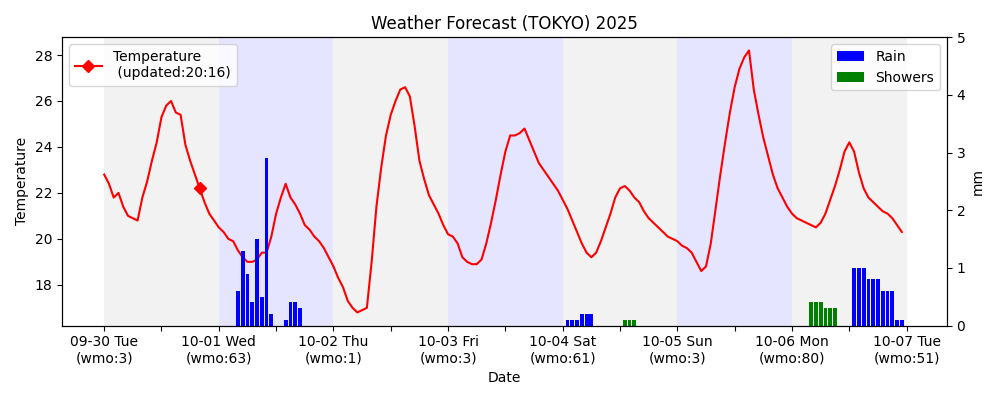 Weather Forecast (TOKYO) 2025
Temperature
(updated:20:16)
Rain
Showers
Temperature
28
26
24
22
20
18
5
4
3
2
1
0
mm
09-30 Tue
(wmo:3)
10-01 Wed
(wmo:63)
10-02 Thu
(wmo:1)
10-03 Fri
(wmo:3)
10-04 Sat
(wmo:61)
10-05 Sun
(wmo:3)
10-06 Mon
(wmo:80)
10-07 Tue
(wmo:51)
Date